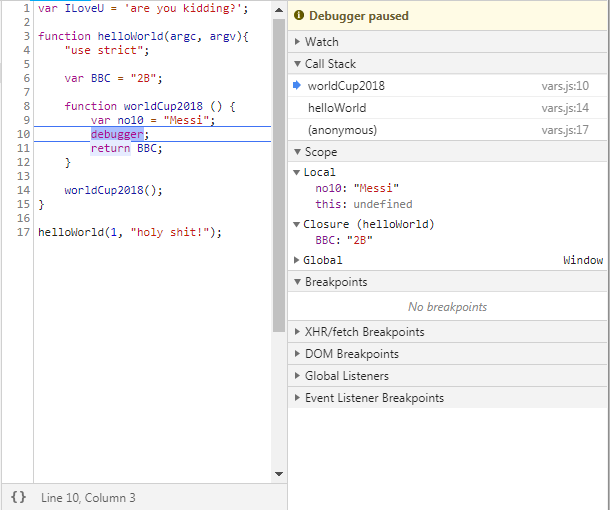 1 var ILoveU = 'are you kidding?';
2
3 function helloWorld(argc, argv){
4 "use strict";
5
6 var BBC = "2B";
7
8 function worldCup2018 () {
9 var no10 = "Messi";
10 debugger;
11 return BBC;
12 }
13
14 worldCup2018();
15 }
16
17 helloWorld(1, "holy shit!");
{} Line 10, Column 3
Debugger paused
Watch
Call Stack
worldCup2018 vars.js:10
helloWorld vars.js:14
(anonymous) vars.js:17
Scope
Local
no10: "Messi"
this: undefined
Closure (helloWorld)
BBC: "2B"
Global Window
Breakpoints
No breakpoints
XHR/fetch Breakpoints
DOM Breakpoints
Global Listeners
Event Listener Breakpoints